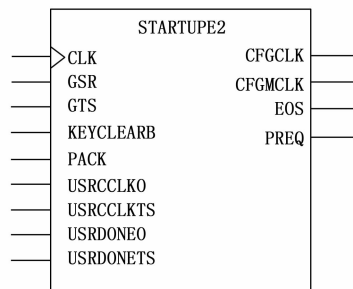 STARTUPE2
CLK
GSR
GTS
KEYCLEARB
PACK
USRCCLKO
USRCCLKTS
USRDONEO
USRDONETS
CFGCLK
CFGMCLK
EOS
PREQ